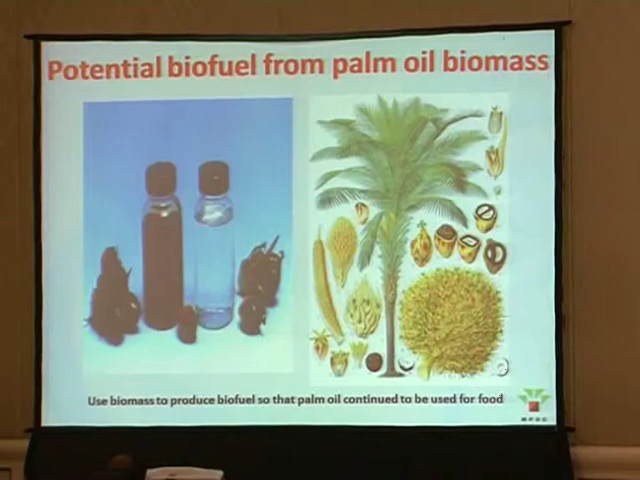 Potential biofuel from palm oil biomass
Use biomass to produce biofuel so that palm oil continued to be used for food
MPOC